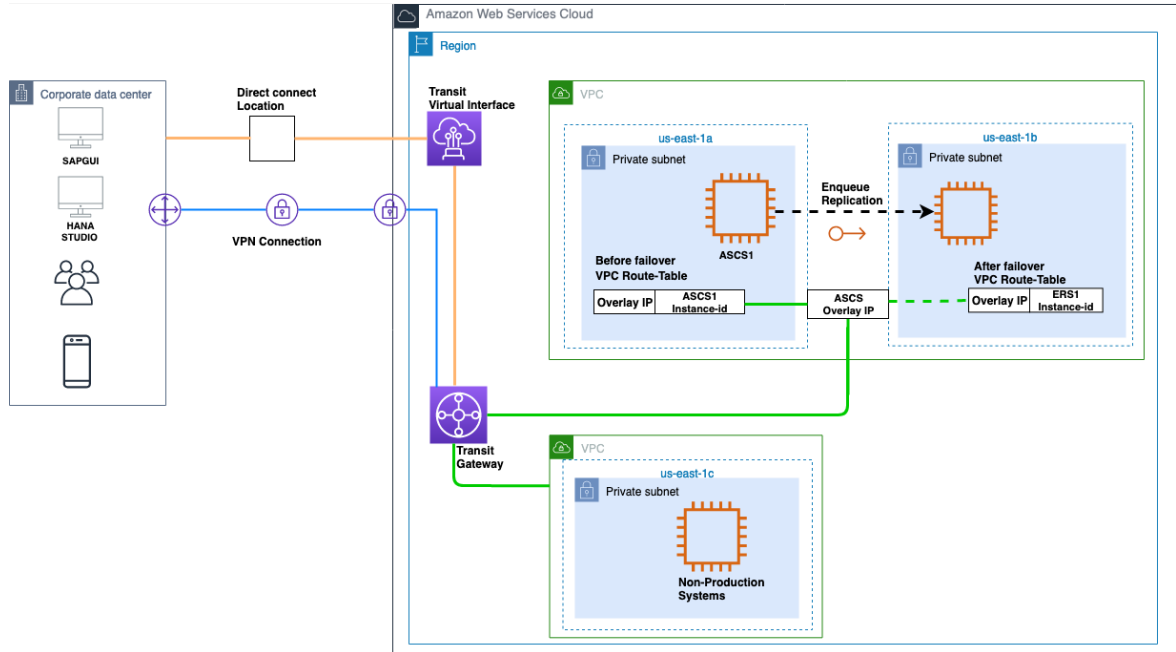 Amazon Web Services Cloud
Region
Corporate data center
SAPGUI
HANA
STUDIO
Direct connect
Location
VPN Connection
Transit
Virtual Interface
Transit
Gateway
VPC
us-east-1a
Private subnet
ASCS1
Before failover
VPC Route-Table
Overlay IP
ASCS1
Instance-id
Enqueue
Replication
ASCS
Overlay IP
us-east-1b
Private subnet
After failover
VPC Route-Table
Overlay IP
ERS1
Instance-id
VPC
us-east-1c
Private subnet
Non-Production
Systems